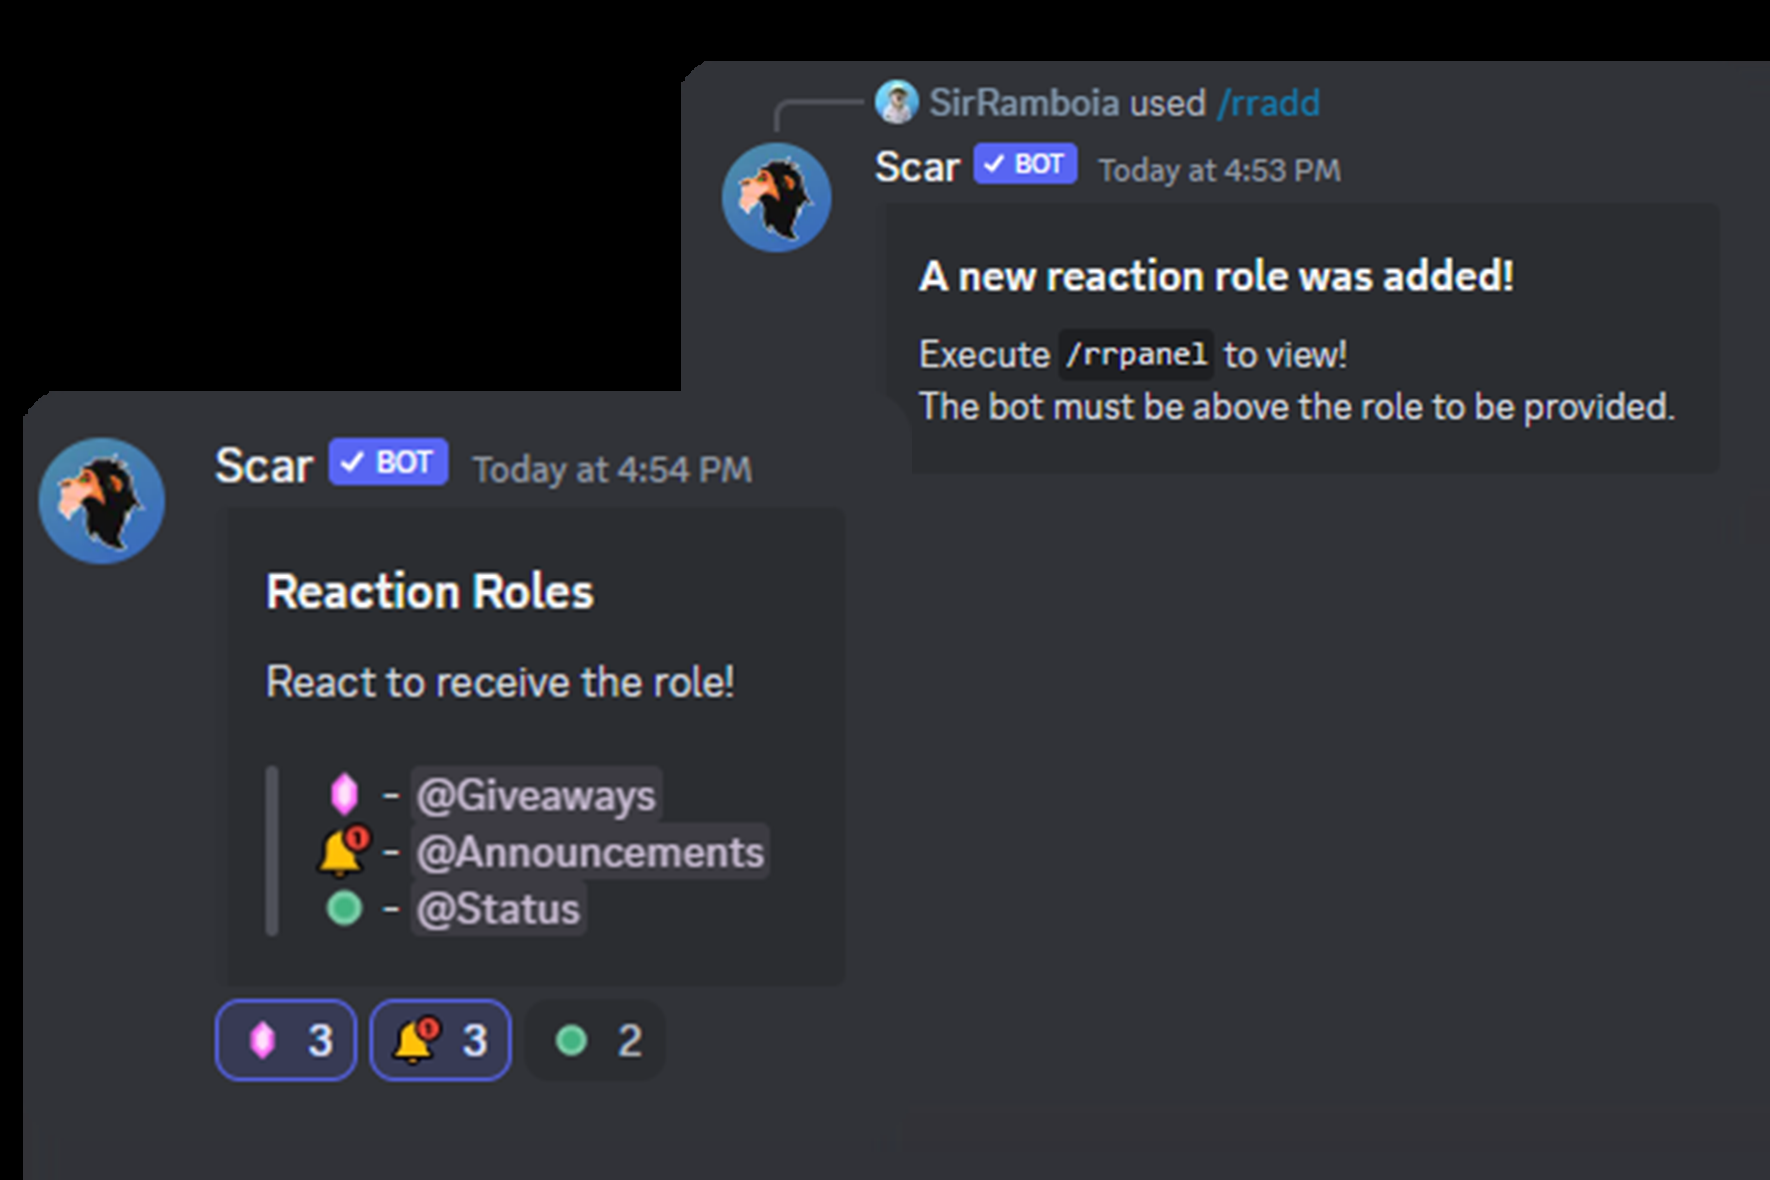 SirRamboia used /rradd
Scar ✓ BOT Today at 4:53 PM
A new reaction role was added!
Execute /rrpanel to view!
The bot must be above the role to be provided.
Scar ✓ BOT Today at 4:54 PM
Reaction Roles
React to receive the role!
- @Giveaways
1 - @Announcements
- @Status
3 1 3 2